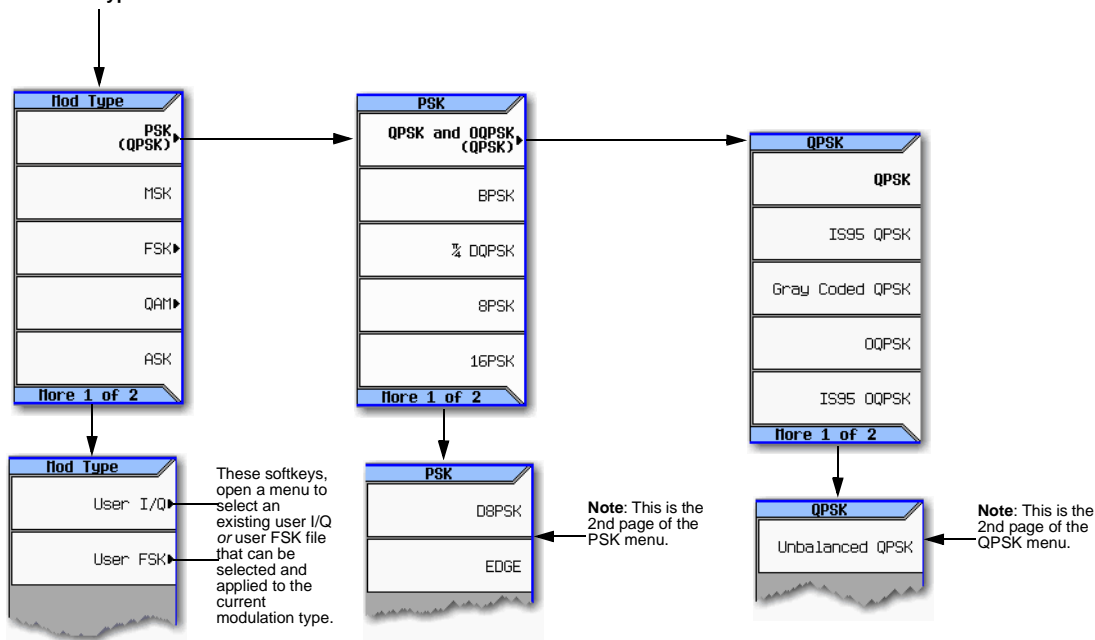 Mod Type
PSK
(QPSK)
MSK
FSK
QAM
ASK
More 1 of 2
PSK
QPSK and OQPSK
(QPSK)
BPSK
π/4 DQPSK
8PSK
16PSK
More 1 of 2
QPSK
QPSK
IS95 QPSK
Gray Coded QPSK
OQPSK
IS95 OQPSK
More 1 of 2
Mod Type
User I/Q
User FSK
These softkeys,
open a menu to
select an
existing user I/Q
or user FSK file
that can be
selected and
applied to the
current
modulation type.
PSK
D8PSK
EDGE
Note: This is the
2nd page of the
PSK menu.
QPSK
Unbalanced QPSK
Note: This is the
2nd page of the
QPSK menu.